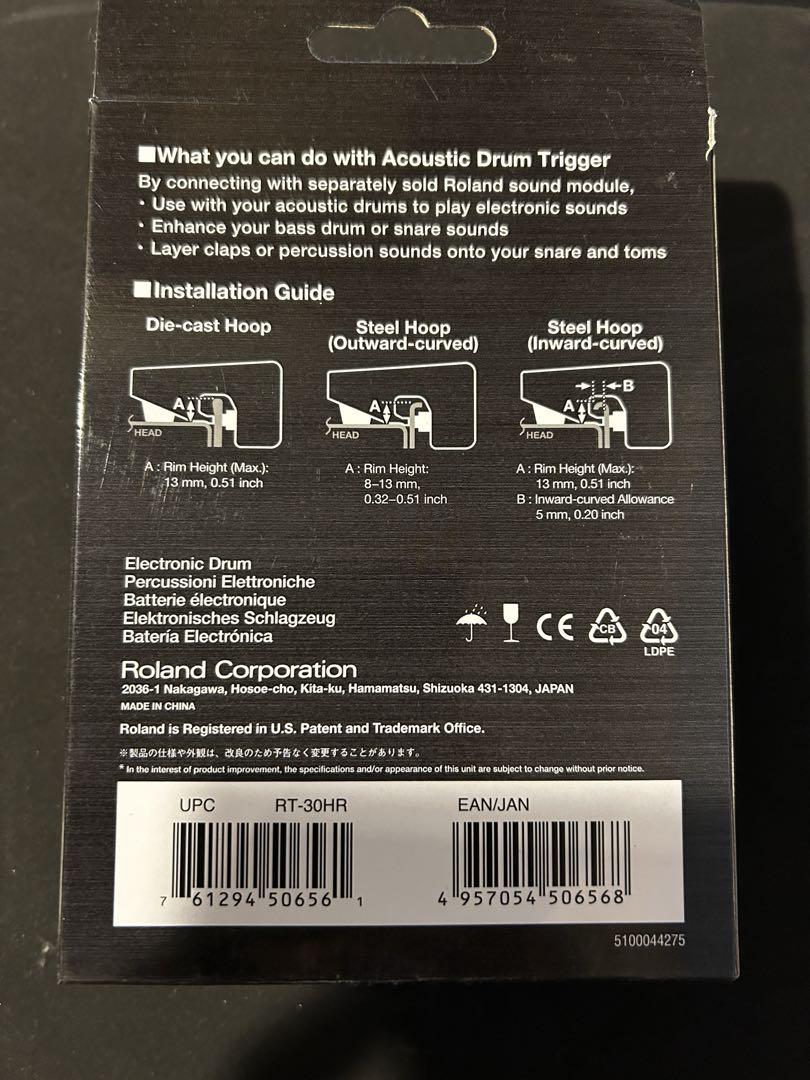 ■What you can do with Acoustic Drum Trigger
By connecting with separately sold Roland sound module,
・Use with your acoustic drums to play electronic sounds
・Enhance your bass drum or snare sounds
・Layer claps or percussion sounds onto your snare and toms
■Installation Guide
Die-cast Hoop
A
HEAD
A : Rim Height (Max.):
13 mm, 0.51 inch
Steel Hoop
(Outward-curved)
A
HEAD
A : Rim Height:
8–13 mm,
0.32–0.51 inch
Steel Hoop
(Inward-curved)
B
A
HEAD
A : Rim Height (Max.):
13 mm, 0.51 inch
B : Inward-curved Allowance
5 mm, 0.20 inch
Electronic Drum
Percussioni Elettroniche
Batterie électronique
Elektronisches Schlagzeug
Batería Electrónica
CE
CB
04
LDPE
Roland Corporation
2036-1 Nakagawa, Hosoe-cho, Kita-ku, Hamamatsu, Shizuoka 431-1304, JAPAN
MADE IN CHINA
Roland is Registered in U.S. Patent and Trademark Office.
※製品の仕様や外観は、改良のため予告なく変更することがあります。
* In the interest of product improvement, the specifications and/or appearance of this unit are subject to change without prior notice.
UPC RT-30HR
7 61294 50656 1
EAN/JAN
4 957054 506568
5100044275